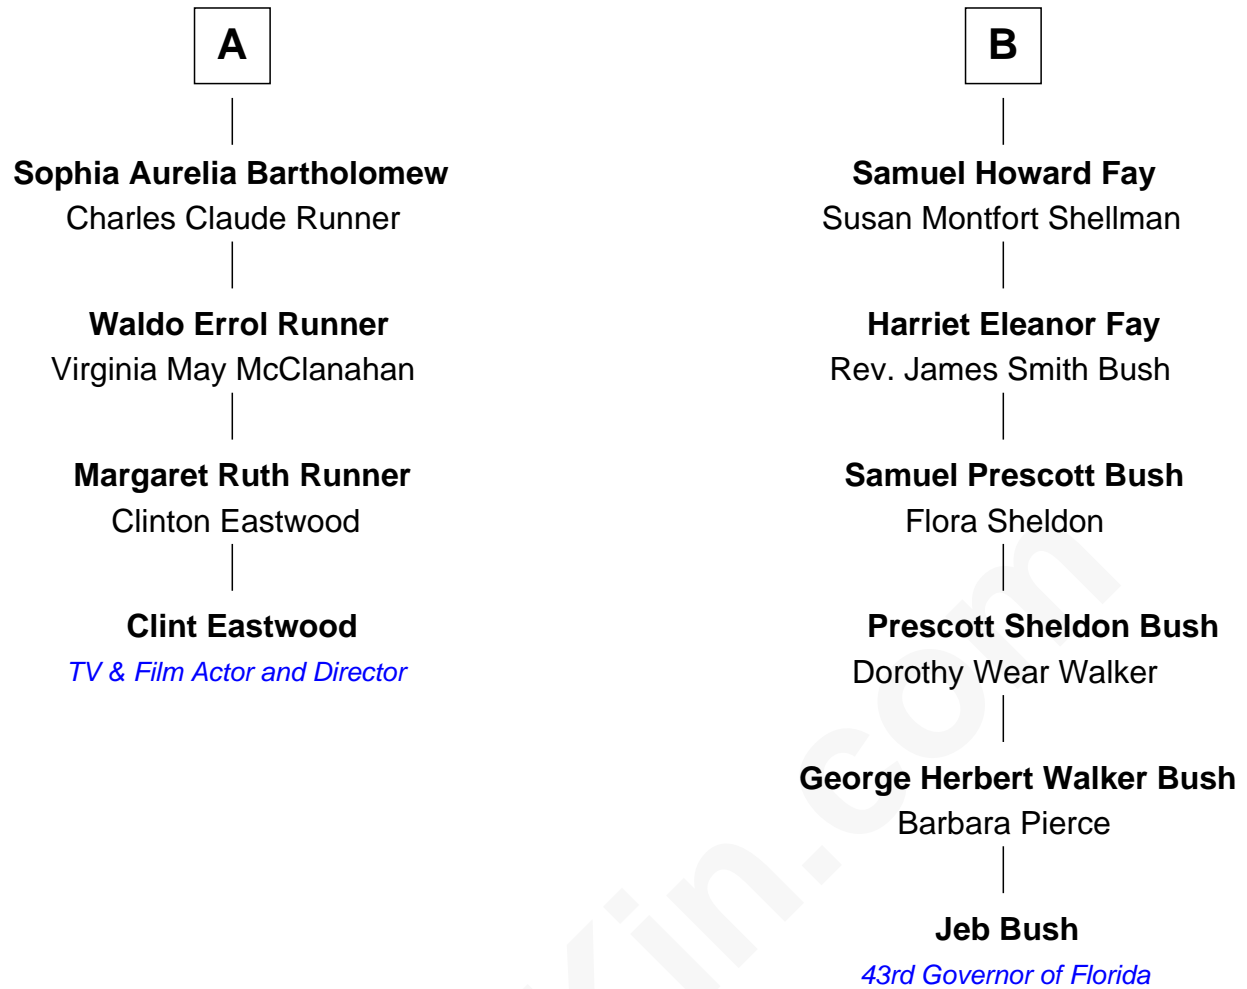 A
Sophia Aurelia Bartholomew
Charles Claude Runner
Waldo Errol Runner
Virginia May McClanahan
Margaret Ruth Runner
Clinton Eastwood
Clint Eastwood
TV & Film Actor and Director
B
Samuel Howard Fay
Susan Montfort Shellman
Harriet Eleanor Fay
Rev. James Smith Bush
Samuel Prescott Bush
Flora Sheldon
Prescott Sheldon Bush
Dorothy Wear Walker
George Herbert Walker Bush
Barbara Pierce
Jeb Bush
43rd Governor of Florida
Kin.com